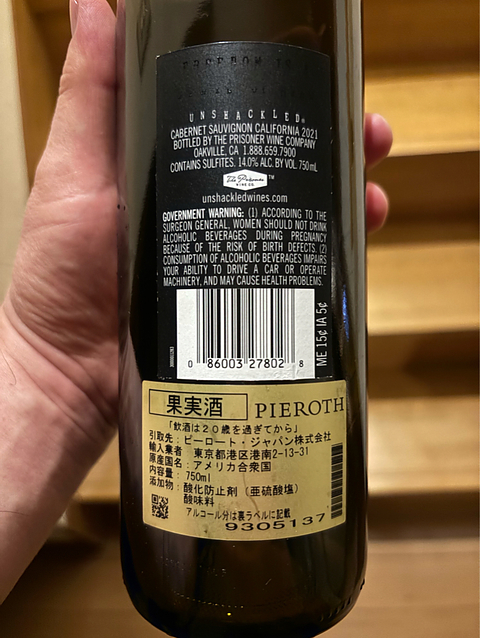 FREEDOM IS
UNSHACKLED®
CABERNET SAUVIGNON CALIFORNIA 2021
BOTTLED BY THE PRISONER WINE COMPANY
OAKVILLE, CA 1.888.659.7900
CONTAINS SULFITES. 14.0% ALC. BY VOL. 750 mL
The Prisoner™
WINE CO.
unshackledwines.com
GOVERNMENT WARNING: (1) ACCORDING TO THE
SURGEON GENERAL, WOMEN SHOULD NOT DRINK
ALCOHOLIC BEVERAGES DURING PREGNANCY
BECAUSE OF THE RISK OF BIRTH DEFECTS. (2)
CONSUMPTION OF ALCOHOLIC BEVERAGES IMPAIRS
YOUR ABILITY TO DRIVE A CAR OR OPERATE
MACHINERY, AND MAY CAUSE HEALTH PROBLEMS.
ME 15¢ IA 5¢
0 86003 27802 8
果実酒 PIEROTH
「飲酒は20歳を過ぎてから」
引取先：ピーロート・ジャパン株式会社
輸入業者 東京都港区港南2-13-31
原産国名：アメリカ合衆国
内容量：750ml
添加物：酸化防止剤（亜硫酸塩）
酸味料
アルコール分は裏ラベルに記載
9305137